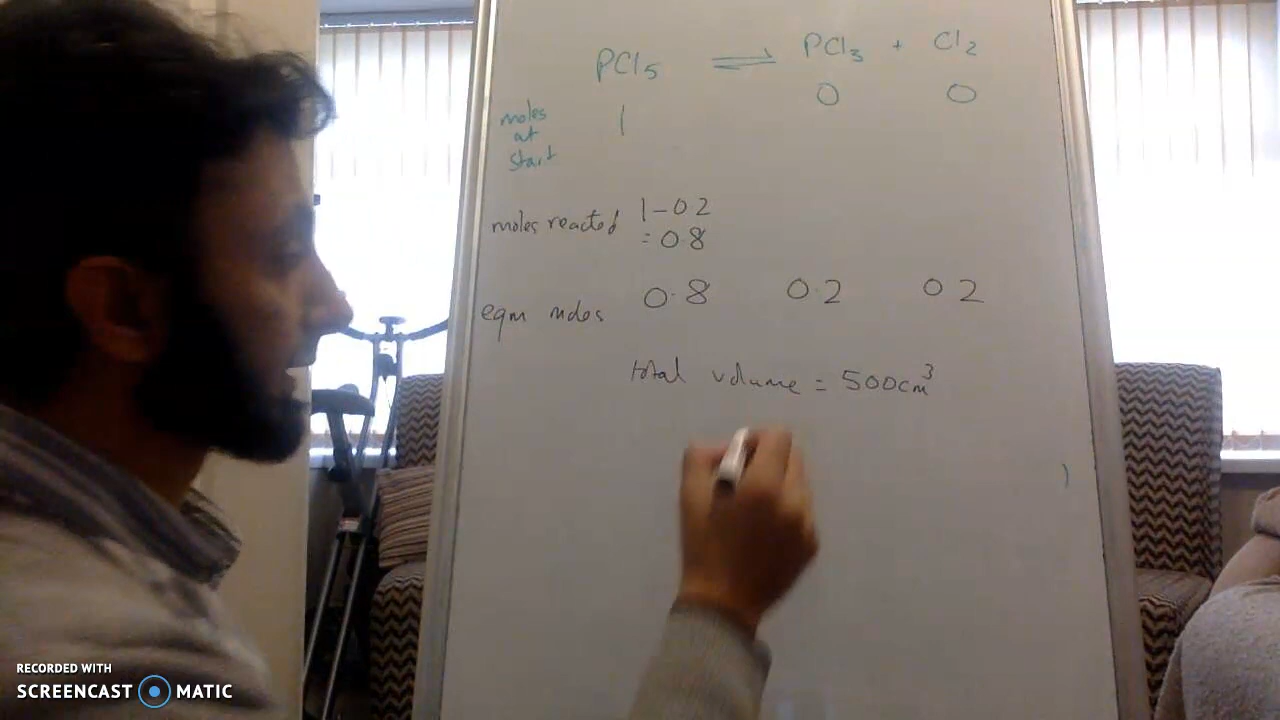 PCl5 ⇌ PCl3 + Cl2
moles at start 1 0 0
moles reacted 1-0.2
= 0.8
eqm moles 0.8 0.2 0.2
total volume = 500cm³
RECORDED WITH
SCREENCAST MATIC